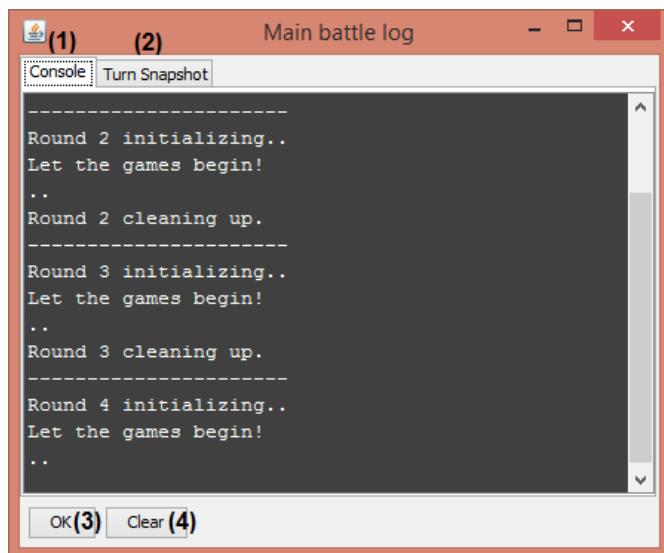 Main battle log
(1) (2)
Console Turn Snapshot
----------------------
Round 2 initializing..
Let the games begin!
..
Round 2 cleaning up.
----------------------
Round 3 initializing..
Let the games begin!
..
Round 3 cleaning up.
----------------------
Round 4 initializing..
Let the games begin!
..
OK (3) Clear (4)